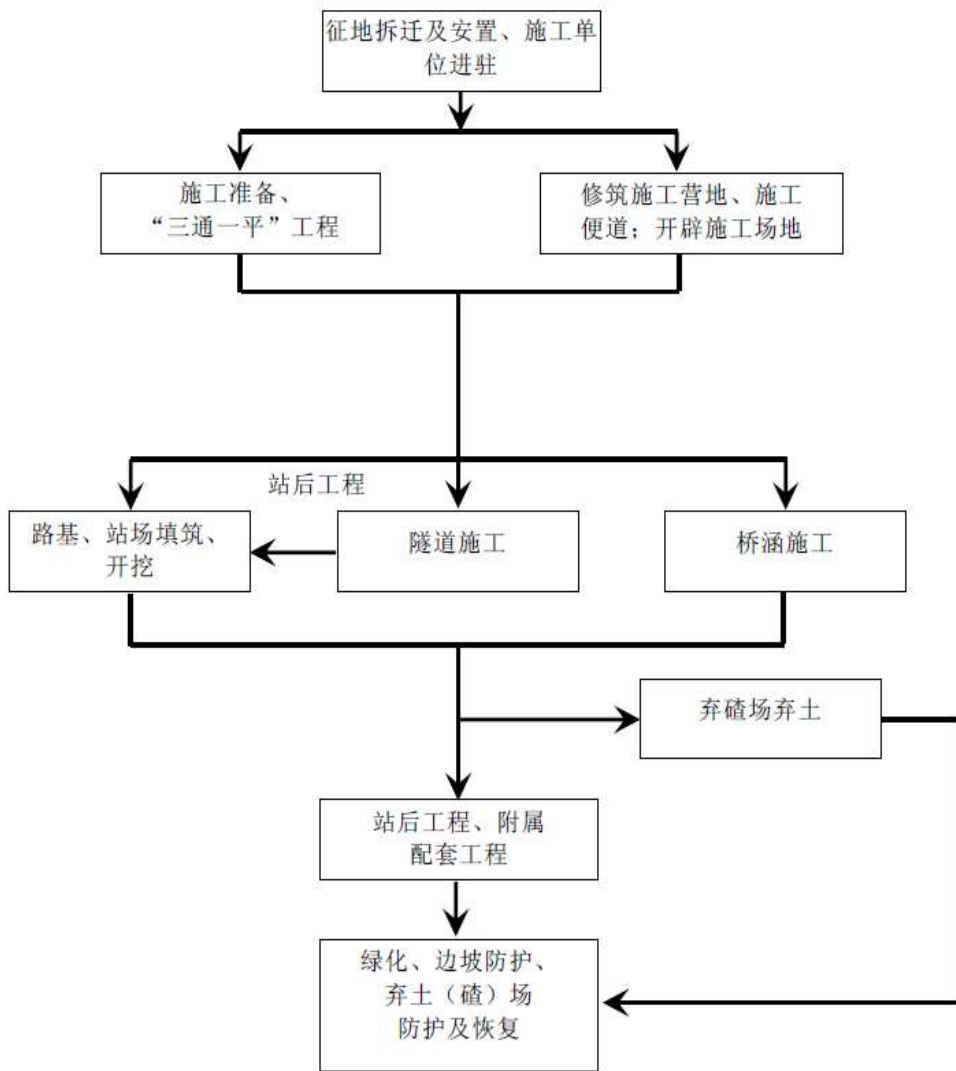 征地拆迁及安置、施工单
位进驻
施工准备、
“三通一平”工程
修筑施工营地、施工
便道；开辟施工场地
站后工程
路基、站场填筑、
开挖
隧道施工
桥涵施工
弃碴场弃土
站后工程、附属
配套工程
绿化、边坡防护、
弃土（碴）场
防护及恢复